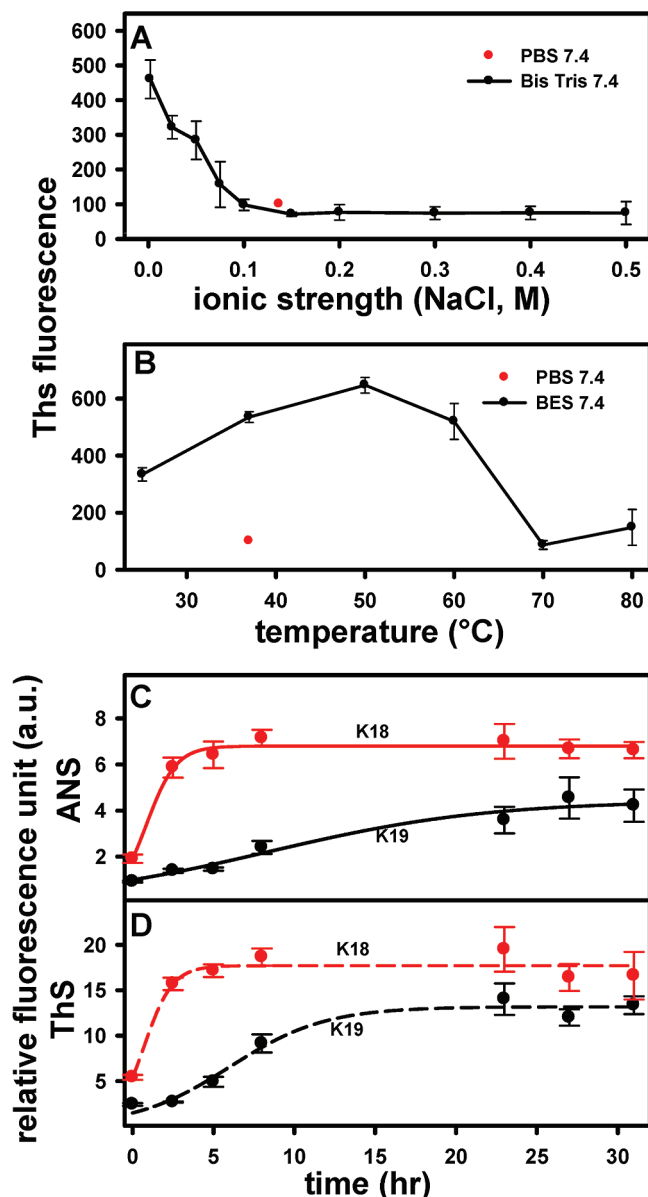 A
PBS 7.4
Bis Tris 7.4
600
500
400
300
200
100
0
0.0 0.1 0.2 0.3 0.4 0.5
ionic strength (NaCl, M)
Ths fluorescence
B
PBS 7.4
BES 7.4
600
400
200
0
30 40 50 60 70 80
temperature (°C)
relative fluorescence unit (a.u.)
ANS
C
K18
K19
8
6
4
2
ThS
D
K18
K19
20
15
10
5
0 5 10 15 20 25 30
time (hr)